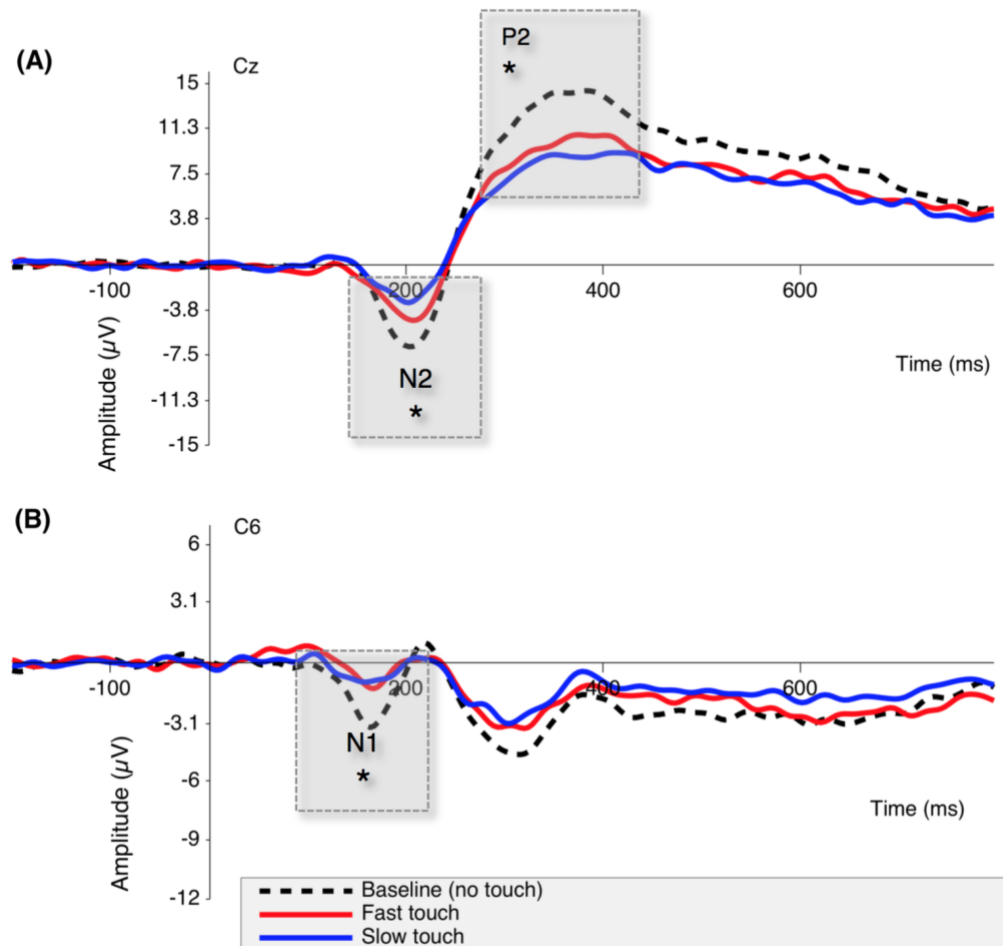 (A)
Cz
P2
*
15
11.3
7.5
3.8
-100
200
400
600
-3.8
-7.5
-11.3
-15
N2
*
Time (ms)
Amplitude (µV)
(B)
C6
6
3.1
-100
200
400
600
-3.1
-6
-9
-12
N1
*
Time (ms)
Amplitude (µV)
Baseline (no touch)
Fast touch
Slow touch